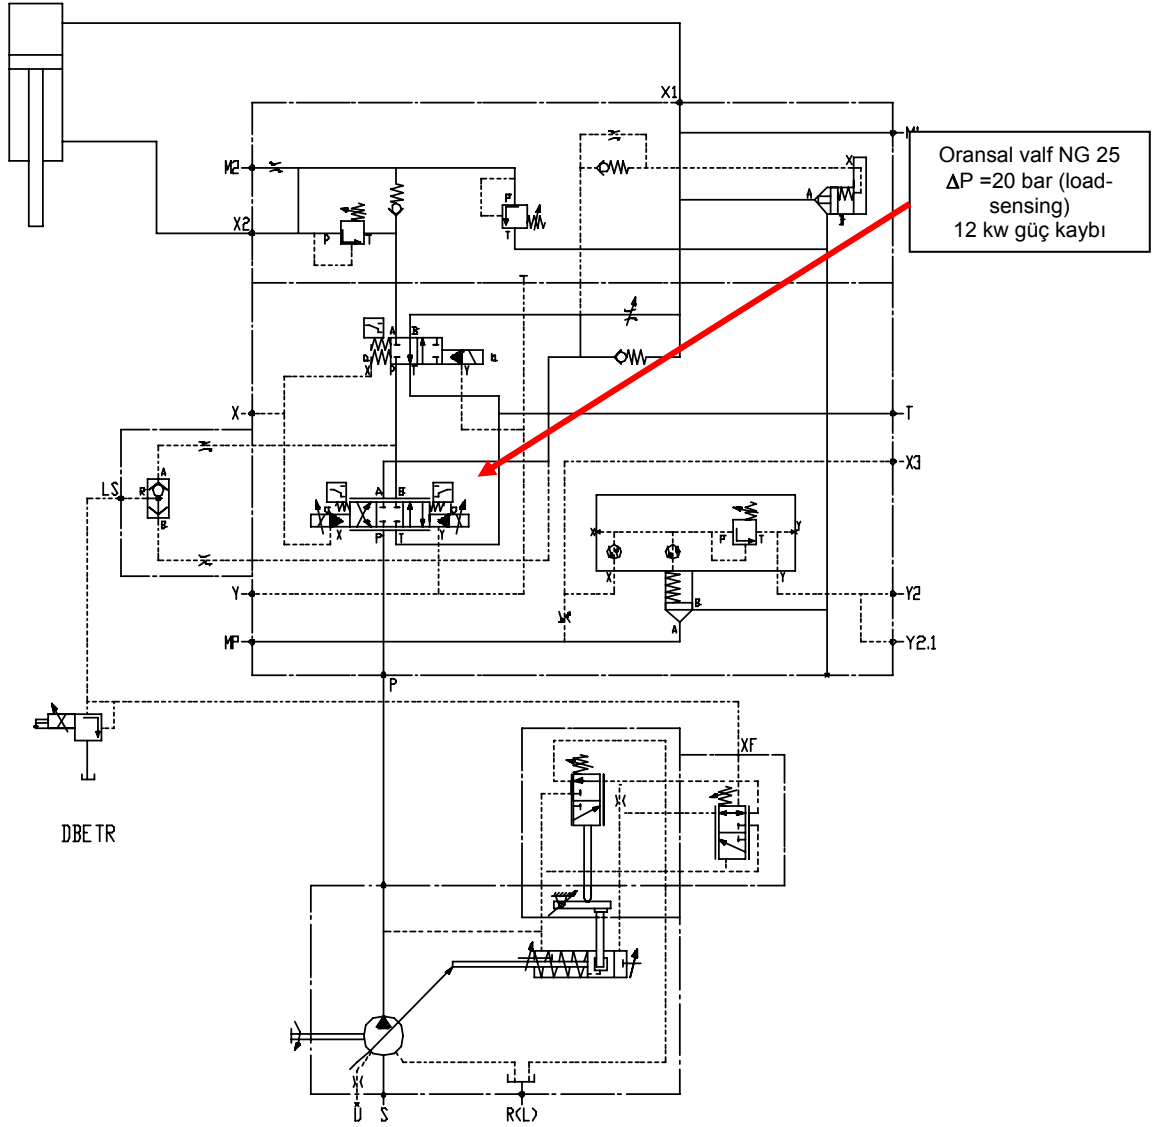 X1
M2
X
A
F
T
X2
P T
A B
a
X P T Y
Oransal valf NG 25
ΔP =20 bar (load-
sensing)
12 kw güç kaybı
X
T
X3
A
LS
R
B
A B
X P T Y
X
F T
Y
X
Y
B
A
Y
Y2
MP
Y2.1
P
XF
DBETR
U S R(L)